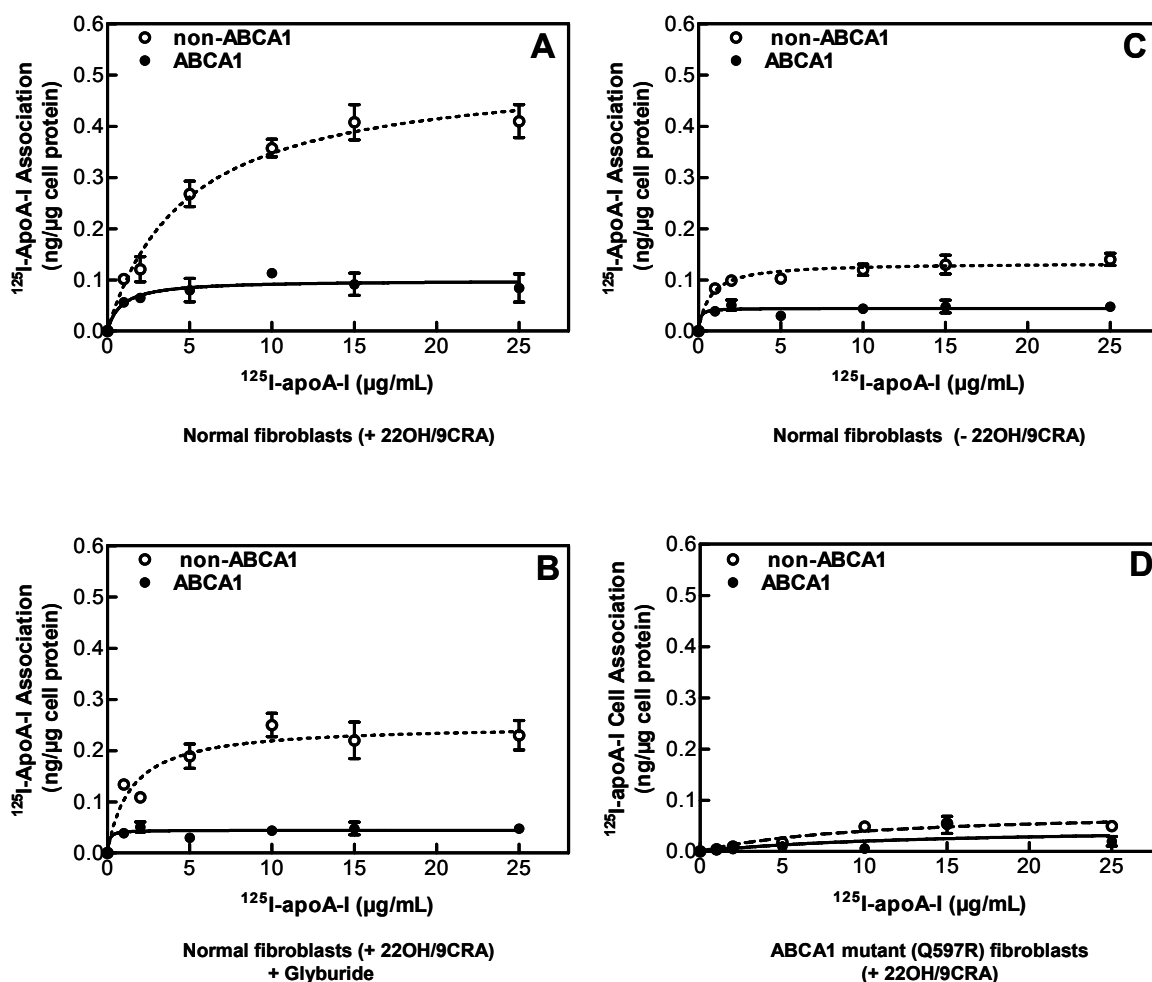 A
non-ABCA1
ABCA1
¹²⁵I-ApoA-I Association
(ng/µg cell protein)
0.6
0.5
0.4
0.3
0.2
0.1
0.0
0 5 10 15 20 25
¹²⁵I-apoA-I (µg/mL)
Normal fibroblasts (+ 22OH/9CRA)
C
non-ABCA1
ABCA1
¹²⁵I-ApoA-I Association
(ng/µg cell protein)
0.6
0.5
0.4
0.3
0.2
0.1
0.0
0 5 10 15 20 25
¹²⁵I-apoA-I (µg/mL)
Normal fibroblasts (- 22OH/9CRA)
B
non-ABCA1
ABCA1
¹²⁵I-ApoA-I Association
(ng/µg cell protein)
0.6
0.5
0.4
0.3
0.2
0.1
0.0
0 5 10 15 20 25
¹²⁵I-apoA-I (µg/mL)
Normal fibroblasts (+ 22OH/9CRA)
+ Glyburide
D
non-ABCA1
ABCA1
¹²⁵I-apoA-I Cell Association
(ng/µg cell protein)
0.6
0.5
0.4
0.3
0.2
0.1
0.0
0 5 10 15 20 25
¹²⁵I-apoA-I (µg/mL)
ABCA1 mutant (Q597R) fibroblasts
(+ 22OH/9CRA)